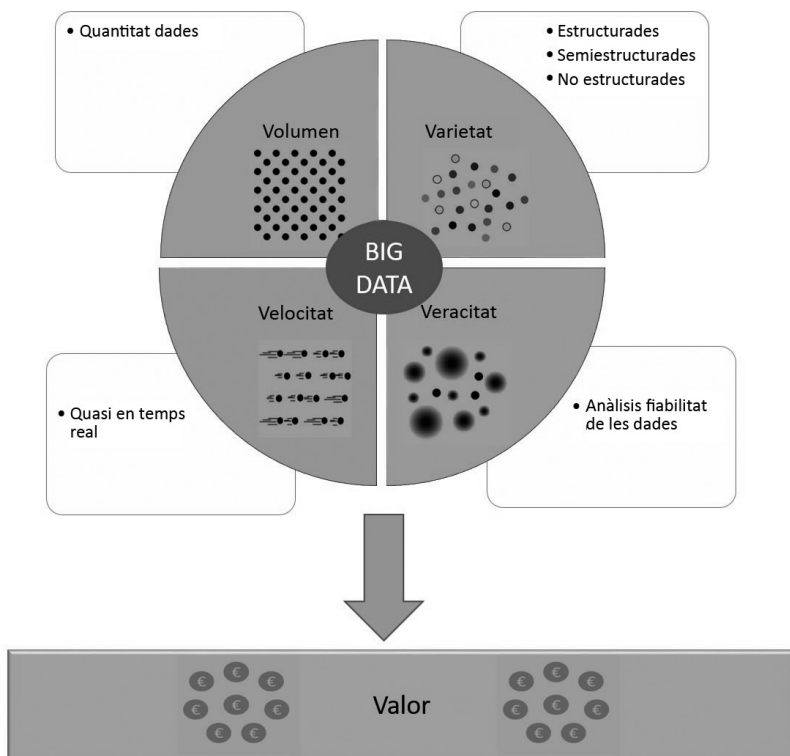 • Quantitat dades
• Estructurades
• Semiestructurades
• No estructurades
Volumen
Varietat
BIG
DATA
Velocitat
Veracitat
• Quasi en temps
real
• Anàlisis fiabilitat
de les dades
€ € € € € € € €
Valor
€ € € € € € € €